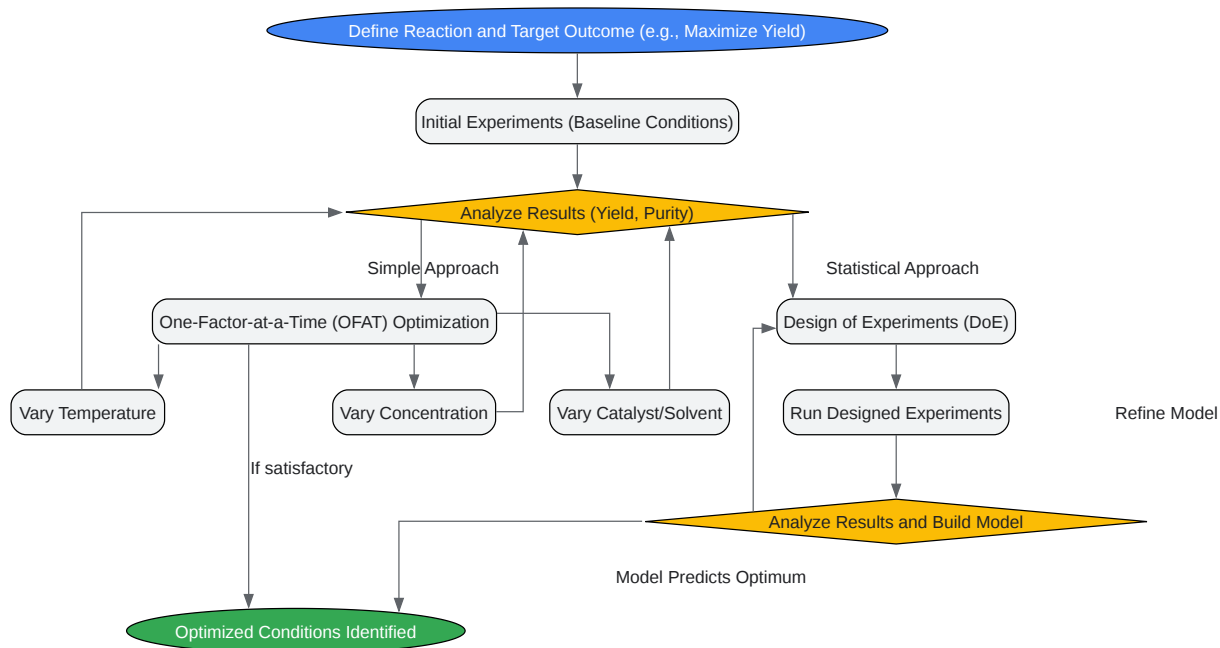 Define Reaction and Target Outcome (e.g., Maximize Yield)
Initial Experiments (Baseline Conditions)
Analyze Results (Yield, Purity)
Simple Approach
Statistical Approach
One-Factor-at-a-Time (OFAT) Optimization
Design of Experiments (DoE)
Vary Temperature
Vary Concentration
Vary Catalyst/Solvent
Run Designed Experiments
Refine Model
If satisfactory
Analyze Results and Build Model
Model Predicts Optimum
Optimized Conditions Identified